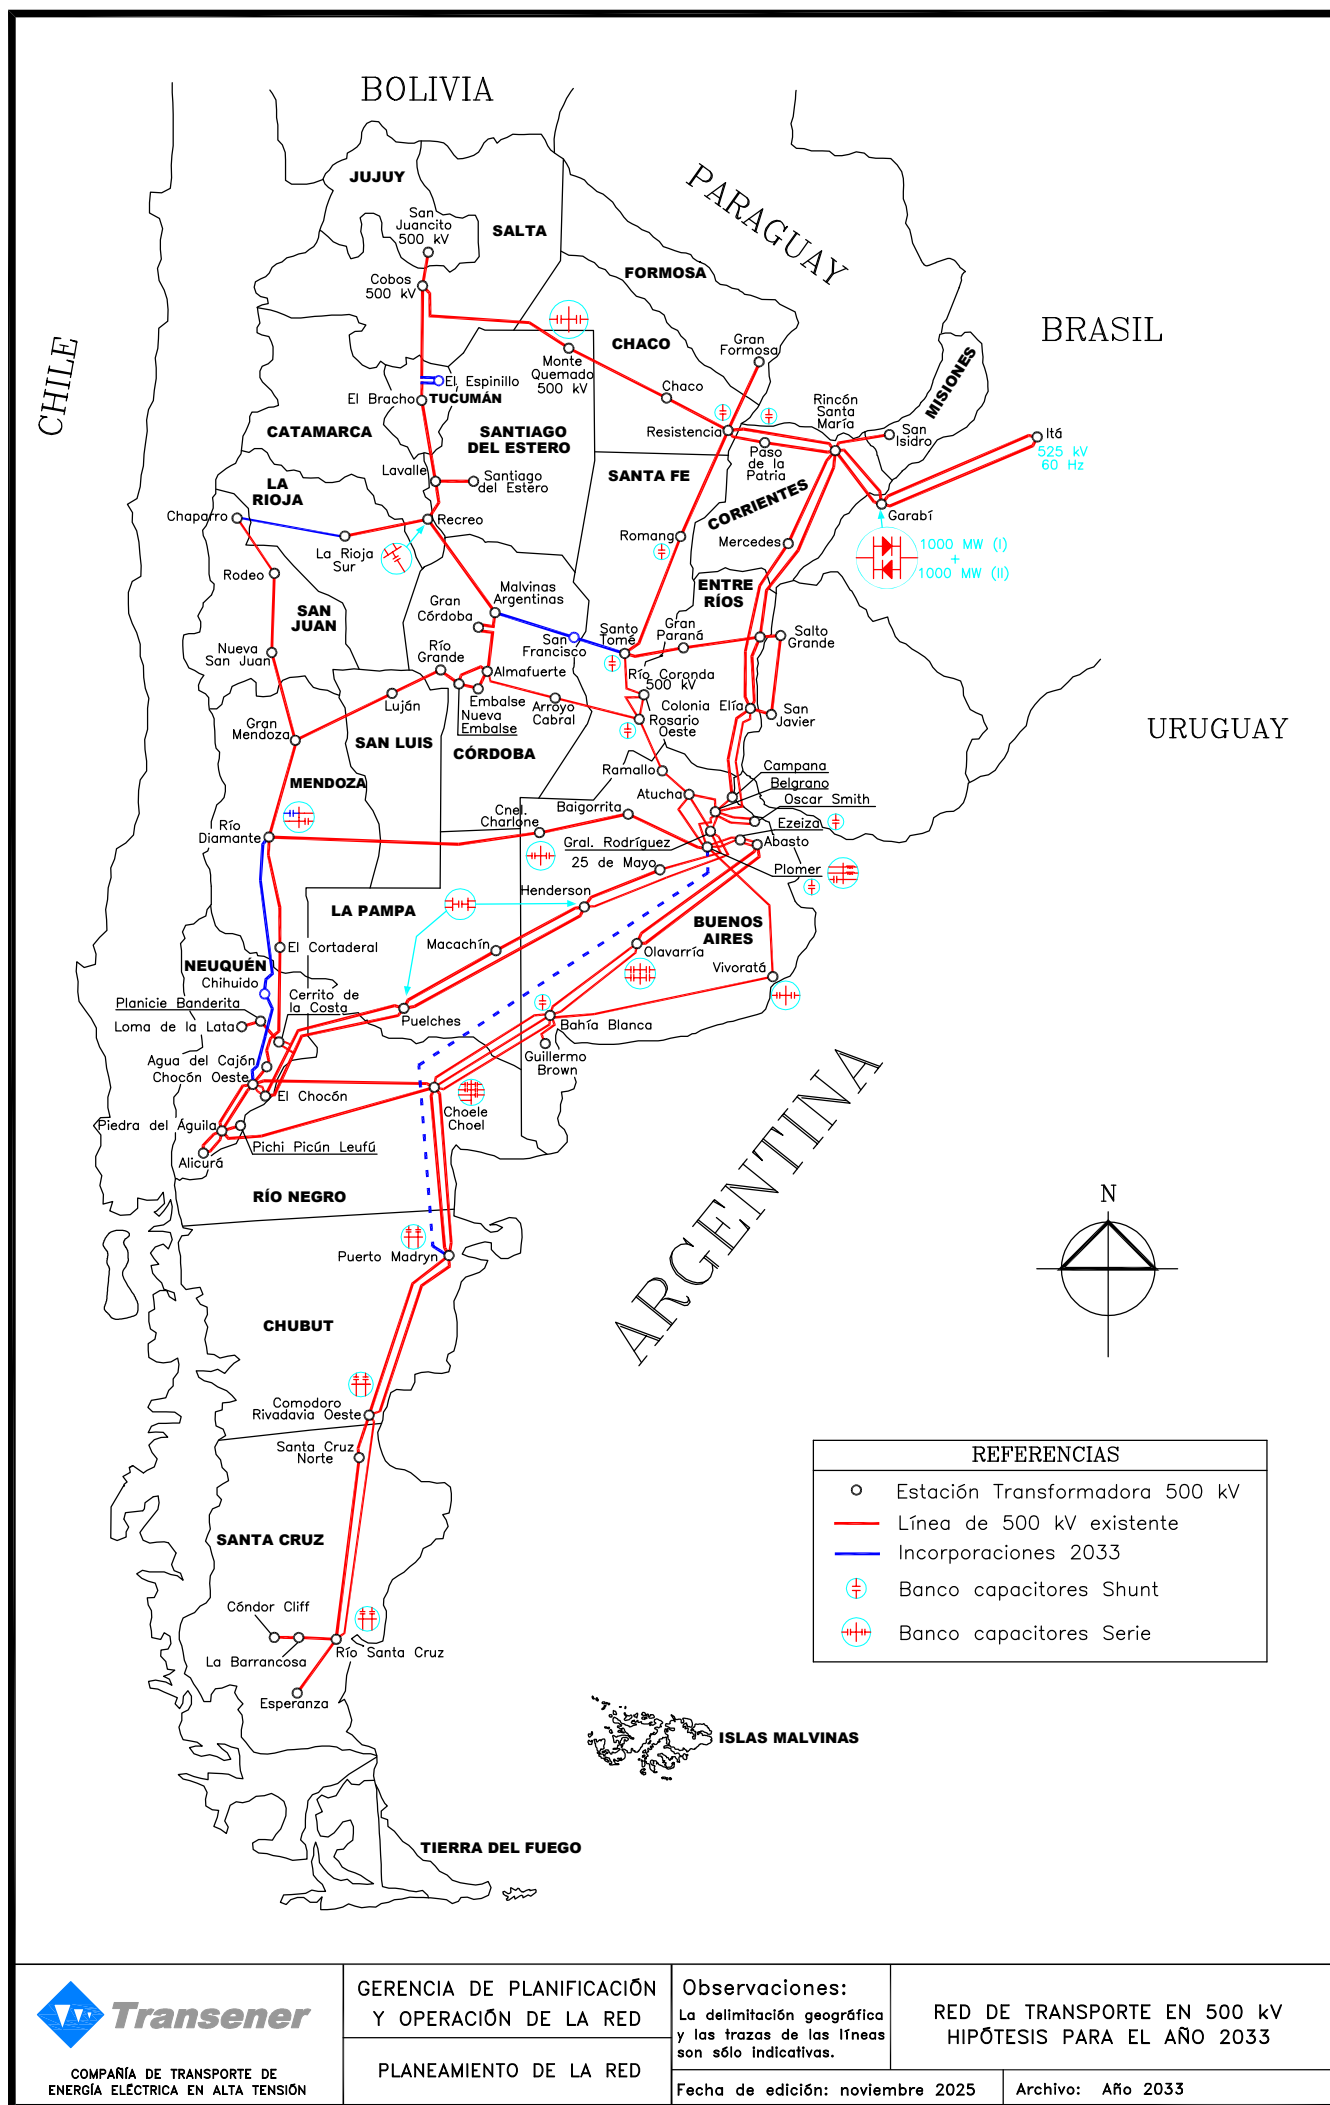 BOLIVIA
PARAGUAY
BRASIL
CHILE
URUGUAY
ARGENTINA
JUJUY
San
Juancito
500 kV
SALTA
Cobos
500 kV
FORMOSA
CHACO
Gran
Formosa
Monte
Quemado
500 kV
Chaco
MISIONES
El Espinillo
El Bracho
TUCUMÁN
Rincón
Santa
María
San
Isidro
Itá
525 kV
60 Hz
Resistencia
Paso
de la
Patria
CATAMARCA
SANTIAGO
DEL ESTERO
Lavalle
Santiago
del Estero
SANTA FE
CORRIENTES
Garabí
1000 MW (I)
+
1000 MW (II)
LA
RIOJA
Chaparro
La Rioja
Sur
Recreo
Romang
Mercedes
Rodeo
SAN
JUAN
Malvinas
Argentinas
Gran
Córdoba
ENTRE
RÍOS
Nueva
San Juan
Río
Grande
San
Francisco
Santo
Tomé
Gran
Paraná
Salto
Grande
Almafuerte
Embalse
Nueva
Embalse
Luján
Arroyo
Cabral
Río Coronda
500 kV
Colonia
Rosario
Oeste
Elía
San
Javier
Gran
Mendoza
SAN LUIS
CÓRDOBA
MENDOZA
Ramallo
Atucha
Campana
Belgrano
Oscar Smith
Río
Diamante
Cnel.
Charlone
Baigorrita
Ezeiza
Gral. Rodríguez
Abasto
25 de Mayo
Plomer
Henderson
LA PAMPA
BUENOS
AIRES
El Cortaderal
Macachín
Olavarría
Vivoratá
NEUQUÉN
Chihuido
Cerrito de
la Costa
Planicie Banderita
Loma de la Lata
Puelches
Bahía Blanca
Guillermo
Brown
Agua del Cajón
Chocón Oeste
El Chocón
Choele
Choel
Piedra del Águila
Pichi Picún Leufú
Alicurá
RÍO NEGRO
N
Puerto Madryn
CHUBUT
Comodoro
Rivadavia Oeste
Santa Cruz
Norte
SANTA CRUZ
Cóndor Cliff
La Barrancosa
Río Santa Cruz
Esperanza
ISLAS MALVINAS
TIERRA DEL FUEGO
REFERENCIAS
Estación Transformadora 500 kV
Línea de 500 kV existente
Incorporaciones 2033
Banco capacitores Shunt
Banco capacitores Serie
Transener
COMPAÑÍA DE TRANSPORTE DE
ENERGÍA ELÉCTRICA EN ALTA TENSIÓN
GERENCIA DE PLANIFICACIÓN
Y OPERACIÓN DE LA RED
PLANEAMIENTO DE LA RED
Observaciones:
La delimitación geográfica
y las trazas de las líneas
son sólo indicativas.
RED DE TRANSPORTE EN 500 kV
HIPÓTESIS PARA EL AÑO 2033
Fecha de edición: noviembre 2025
Archivo: Año 2033